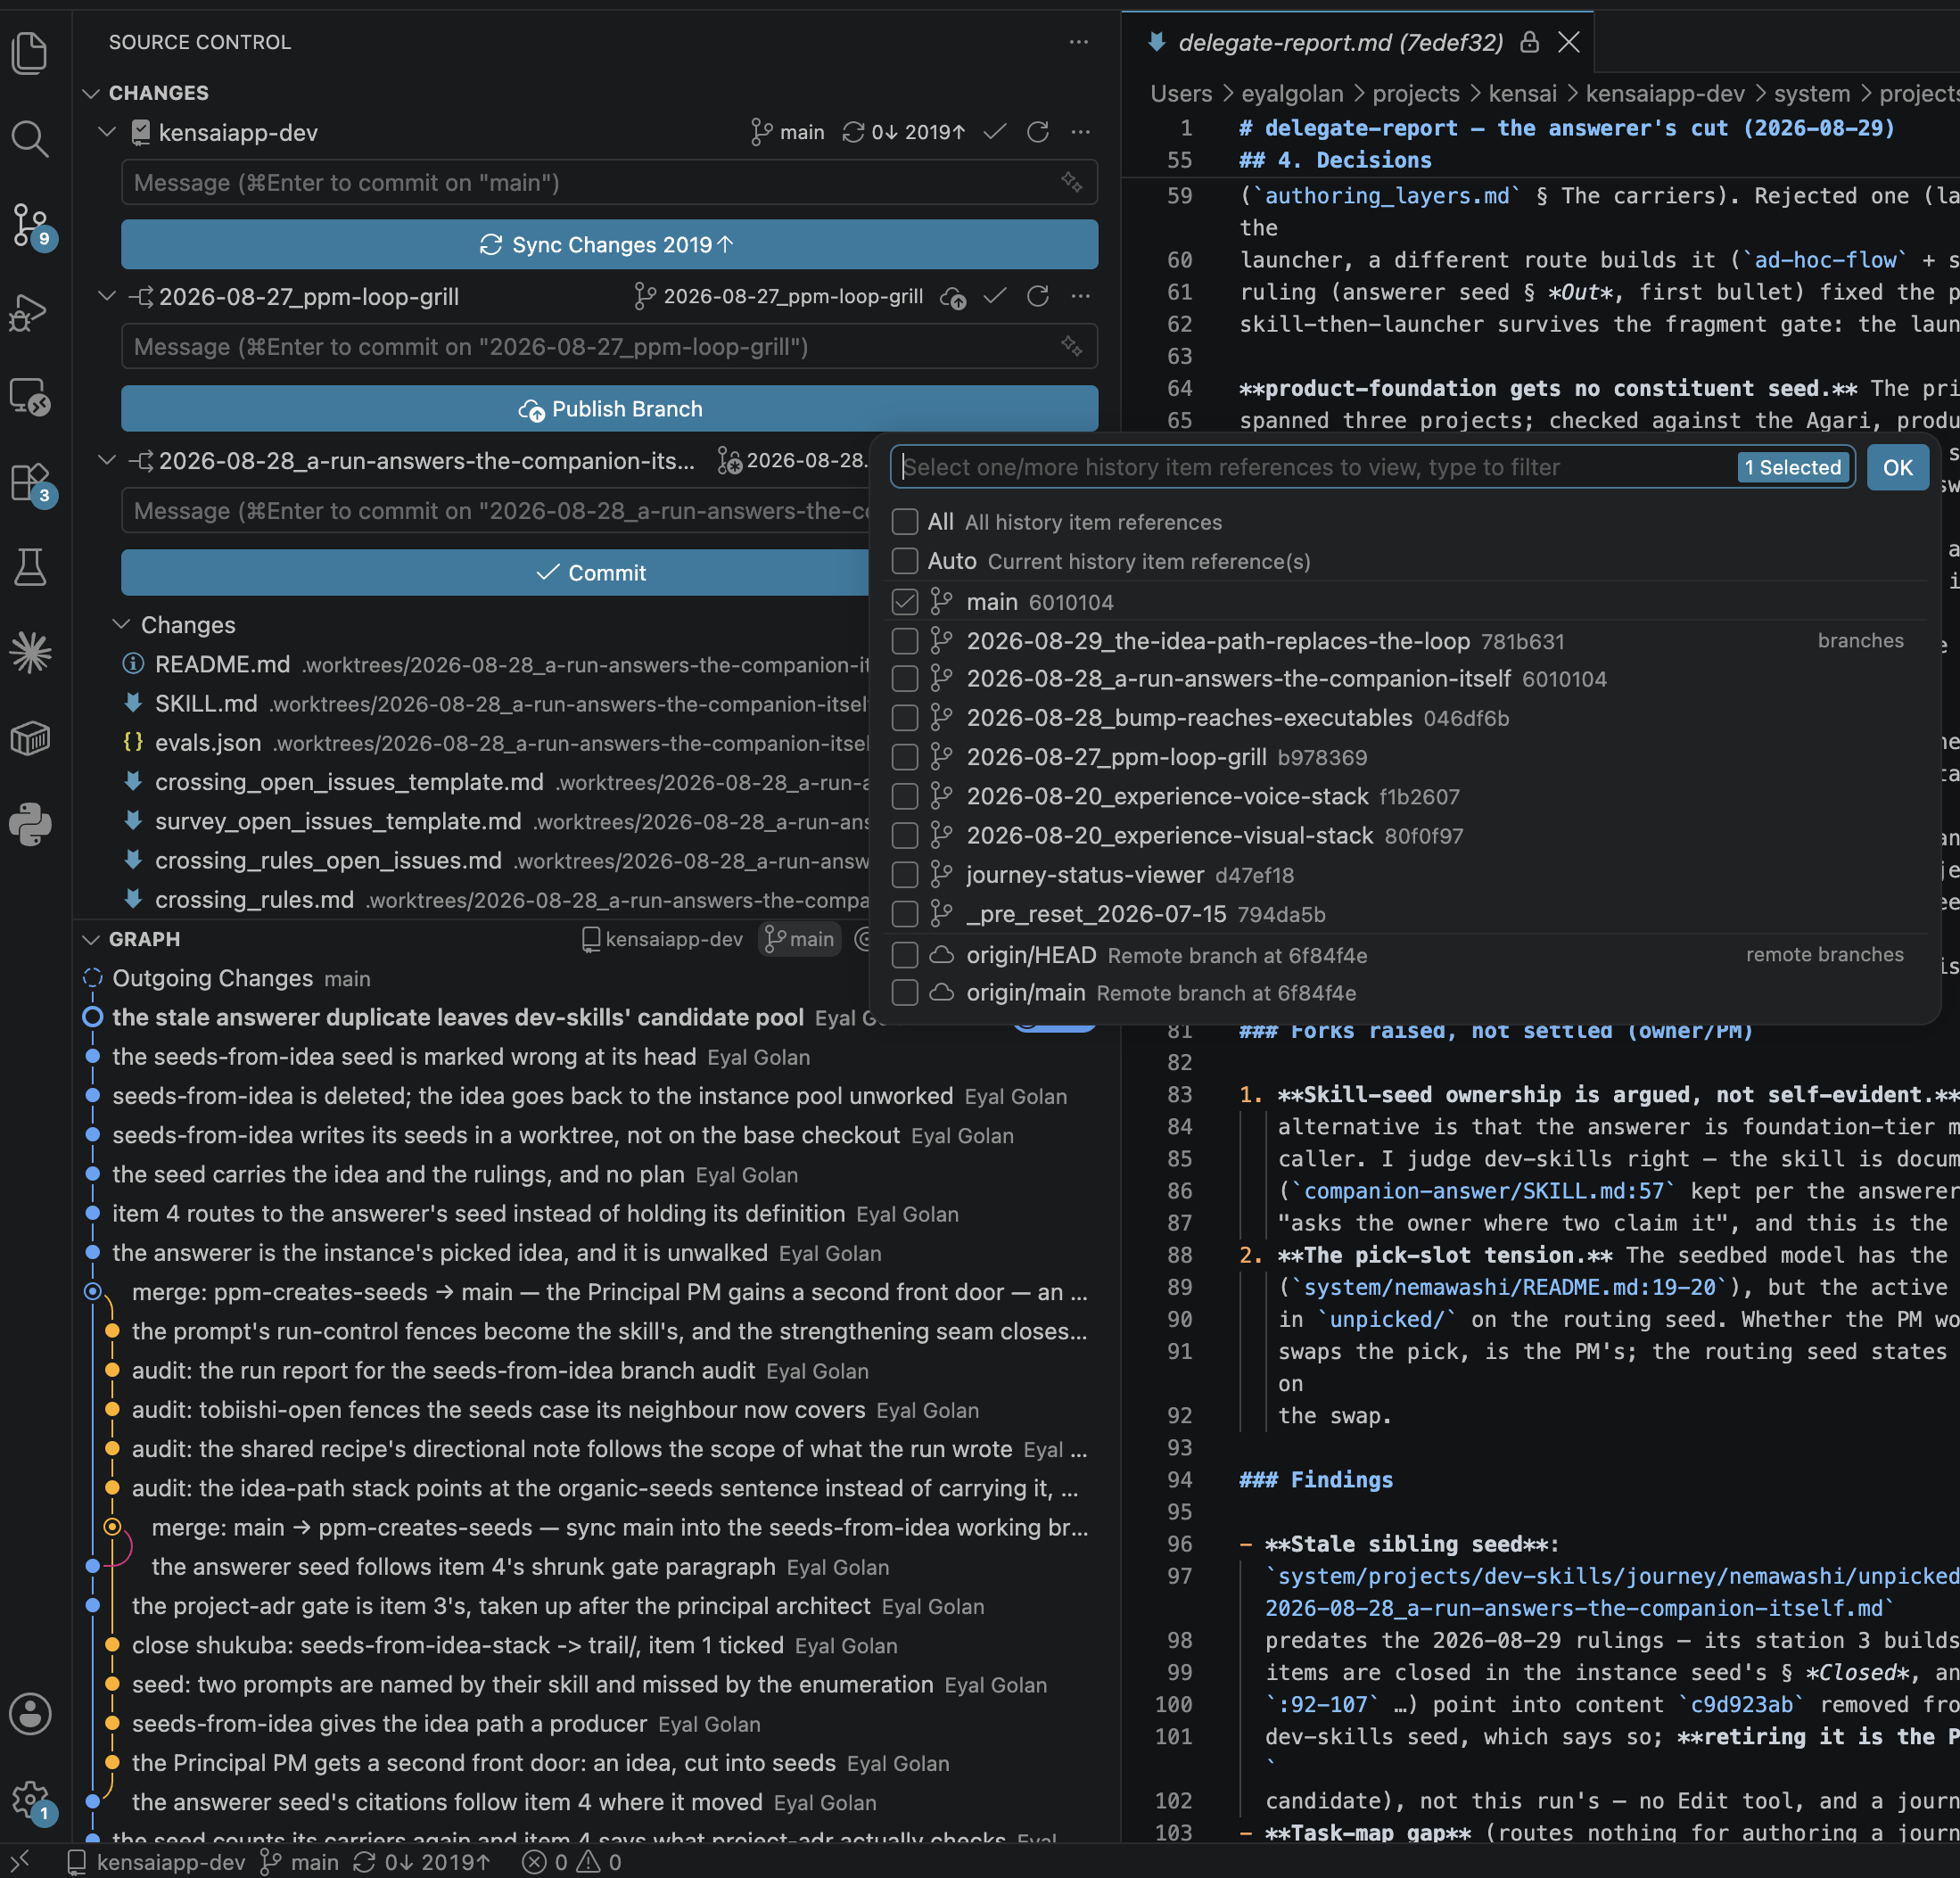 SOURCE CONTROL
CHANGES
kensaiapp-dev
main 0↓ 2019↑
Message (⌘Enter to commit on "main")
Sync Changes 2019↑
2026-08-27_ppm-loop-grill
2026-08-27_ppm-loop-grill
Message (⌘Enter to commit on "2026-08-27_ppm-loop-grill")
Publish Branch
2026-08-28_a-run-answers-the-companion-its...
2026-08-28.
Message (⌘Enter to commit on "2026-08-28_a-run-answers-the-c
Commit
Changes
README.md .worktrees/2026-08-28_a-run-answers-the-companion-it
SKILL.md .worktrees/2026-08-28_a-run-answers-the-companion-itsel
evals.json .worktrees/2026-08-28_a-run-answers-the-companion-itsel
crossing_open_issues_template.md .worktrees/2026-08-28_a-run-a
survey_open_issues_template.md .worktrees/2026-08-28_a-run-ans
crossing_rules_open_issues.md .worktrees/2026-08-28_a-run-answ
crossing_rules.md .worktrees/2026-08-28_a-run-answers-the-compa
GRAPH
kensaiapp-dev
main
Outgoing Changes main
the stale answerer duplicate leaves dev-skills' candidate pool Eyal G
the seeds-from-idea seed is marked wrong at its head Eyal Golan
seeds-from-idea is deleted; the idea goes back to the instance pool unworked Eyal Golan
seeds-from-idea writes its seeds in a worktree, not on the base checkout Eyal Golan
the seed carries the idea and the rulings, and no plan Eyal Golan
item 4 routes to the answerer's seed instead of holding its definition Eyal Golan
the answerer is the instance's picked idea, and it is unwalked Eyal Golan
merge: ppm-creates-seeds → main — the Principal PM gains a second front door — an ...
the prompt's run-control fences become the skill's, and the strengthening seam closes...
audit: the run report for the seeds-from-idea branch audit Eyal Golan
audit: tobiishi-open fences the seeds case its neighbour now covers Eyal Golan
audit: the shared recipe's directional note follows the scope of what the run wrote Eyal ...
audit: the idea-path stack points at the organic-seeds sentence instead of carrying it, ...
merge: main → ppm-creates-seeds — sync main into the seeds-from-idea working br...
the answerer seed follows item 4's shrunk gate paragraph Eyal Golan
the project-adr gate is item 3's, taken up after the principal architect Eyal Golan
close shukuba: seeds-from-idea-stack -> trail/, item 1 ticked Eyal Golan
seed: two prompts are named by their skill and missed by the enumeration Eyal Golan
seeds-from-idea gives the idea path a producer Eyal Golan
the Principal PM gets a second front door: an idea, cut into seeds Eyal Golan
the answerer seed's citations follow item 4 where it moved Eyal Golan
the seed counts its carriers again and item 4 says what project-adr actually checks Eyal
kensaiapp-dev main 0↓ 2019↑ 0 0
9
3
1
delegate-report.md (7edef32)
Users > eyalgolan > projects > kensai > kensaiapp-dev > system > projects
1 # delegate-report — the answerer's cut (2026-08-29)
55 ## 4. Decisions
59 (`authoring_layers.md` § The carriers). Rejected one (la
the
60 launcher, a different route builds it (`ad-hoc-flow` + s
61 ruling (answerer seed § *Out*, first bullet) fixed the p
62 skill-then-launcher survives the fragment gate: the laun
63
64 **product-foundation gets no constituent seed.** The pri
65 spanned three projects; checked against the Agari, produ
Select one/more history item references to view, type to filter
1 Selected
OK
All All history item references
Auto Current history item reference(s)
main 6010104
2026-08-29_the-idea-path-replaces-the-loop 781b631 branches
2026-08-28_a-run-answers-the-companion-itself 6010104
2026-08-28_bump-reaches-executables 046df6b
2026-08-27_ppm-loop-grill b978369
2026-08-20_experience-voice-stack f1b2607
2026-08-20_experience-visual-stack 80f0f97
journey-status-viewer d47ef18
_pre_reset_2026-07-15 794da5b
origin/HEAD Remote branch at 6f84f4e remote branches
origin/main Remote branch at 6f84f4e
81 ### Forks raised, not settled (owner/PM)
82
83 1. **Skill-seed ownership is argued, not self-evident.**
84 alternative is that the answerer is foundation-tier m
85 caller. I judge dev-skills right — the skill is docum
86 (`companion-answer/SKILL.md:57` kept per the answerer
87 "asks the owner where two claim it", and this is the
88 2. **The pick-slot tension.** The seedbed model has the
89 (`system/nemawashi/README.md:19-20`), but the active
90 in `unpicked/` on the routing seed. Whether the PM wo
91 swaps the pick, is the PM's; the routing seed states
on
92 the swap.
93
94 ### Findings
95
96 - **Stale sibling seed**:
97 `system/projects/dev-skills/journey/nemawashi/unpicked
2026-08-28_a-run-answers-the-companion-itself.md`
98 predates the 2026-08-29 rulings — its station 3 builds
99 items are closed in the instance seed's § *Closed*, an
100 `:92-107` …) point into content `c9d923ab` removed fro
101 dev-skills seed, which says so; **retiring it is the P
`
102 candidate), not this run's — no Edit tool, and a journ
103 - **Task-map gap** (routes nothing for authoring a journ